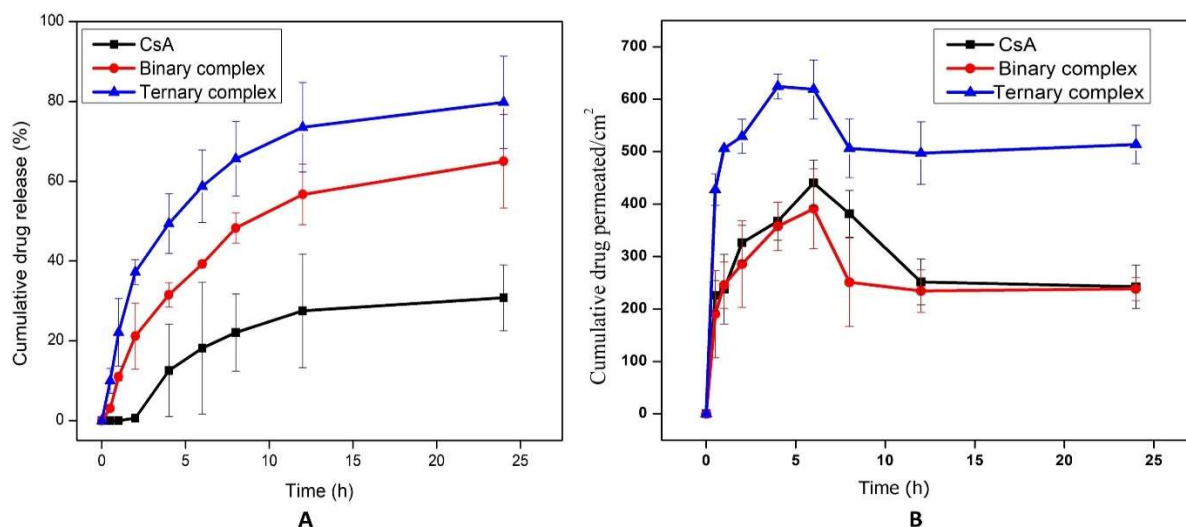 CsA
Binary complex
Ternary complex
Cumulative drug release (%)
100
80
60
40
20
0
0 5 10 15 20 25
Time (h)
A
CsA
Binary complex
Ternary complex
Cumulative drug permeated/cm²
700
600
500
400
300
200
100
0
0 5 10 15 20 25
Time (h)
B